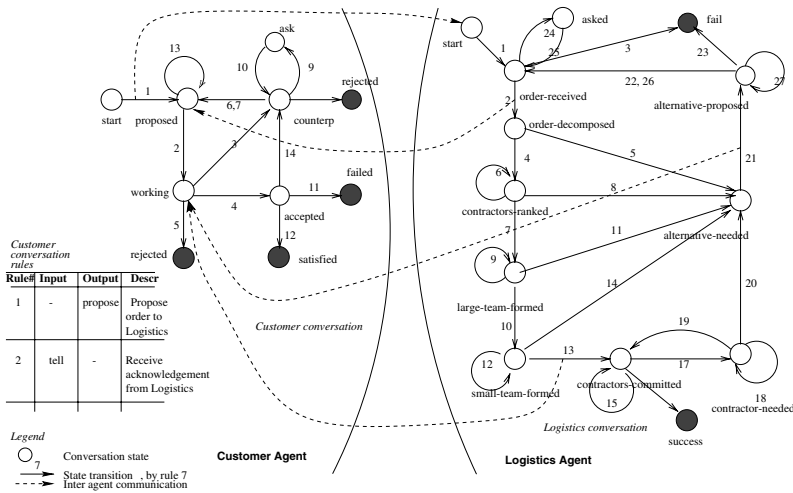 ask
13
10
9
rejected
1
6,7
start
proposed
counterp
2
3
14
failed
working
4
11
accepted
5
12
rejected
satisfied
Customer
conversation
rules
Rule# Input Output Descr
1 - propose Propose
order to
Logistics
2 tell - Receive
acknowledgement
from Logistics
Customer conversation
Legend
Conversation state
7
State transition , by rule 7
Inter agent communication
Customer Agent
asked
fail
start
24
1
25
3
23
22, 26
27
2
order-received
alternative-proposed
order-decomposed
4
5
21
6
8
contractors-ranked
7
11
alternative-needed
9
14
20
large-team-formed
10
19
12
13
17
small-team-formed
contractors-committed
15
18
contractor-needed
Logistics conversation
success
Logistics Agent